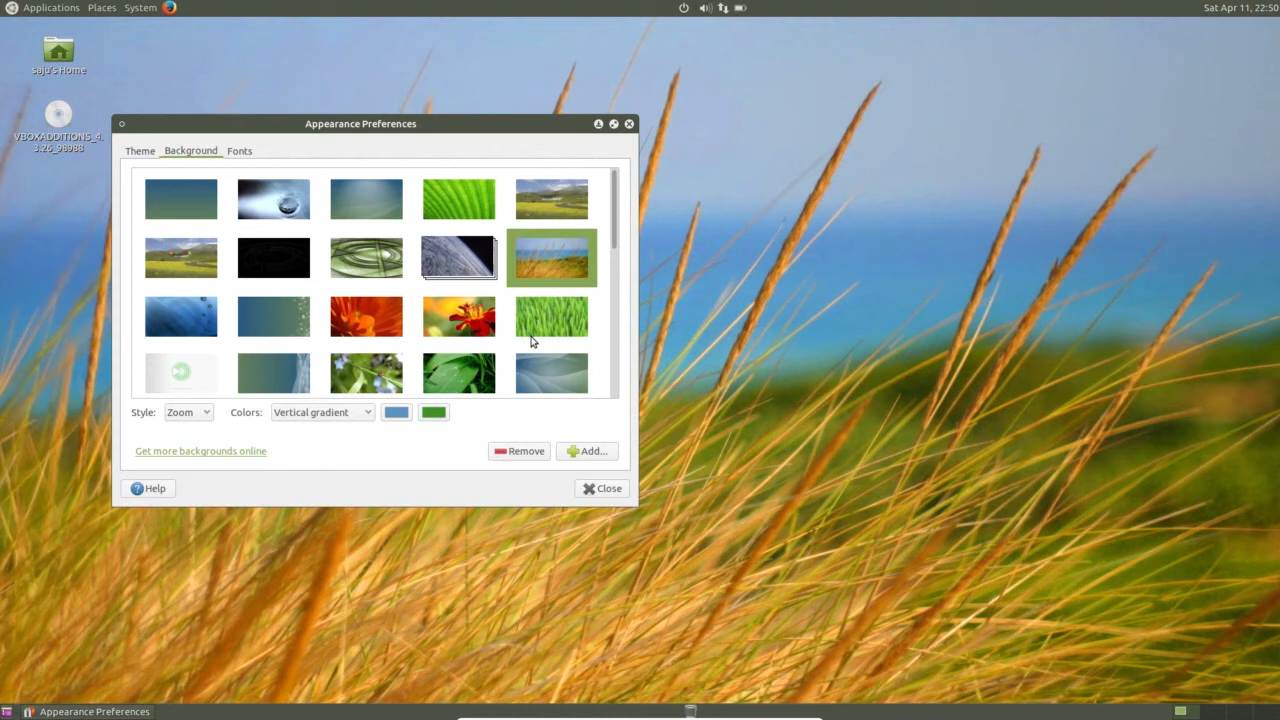 Applications Places System
Sat Apr 11, 22:50
saju's Home
VBOXADDITIONS_4.
3.26_98988
Appearance Preferences
Theme Background Fonts
Style: Zoom Colors: Vertical gradient
Get more backgrounds online
Remove Add...
Help Close
Appearance Preferences